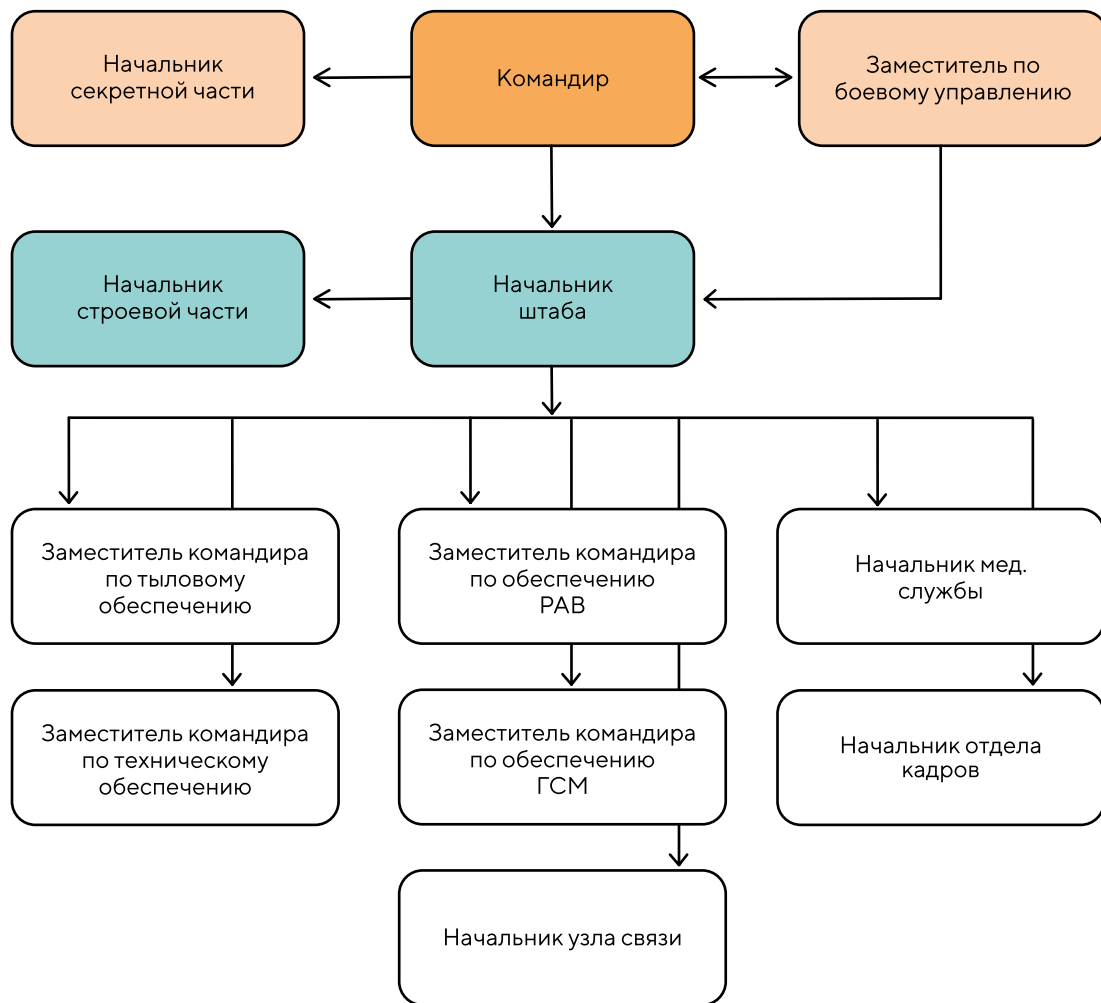 Начальник
секретной части
Командир
Заместитель по
боевому управлению
Начальник
строевой части
Начальник
штаба
Заместитель командира
по тыловому
обеспечению
Заместитель командира
по обеспечению
РАВ
Начальник мед.
службы
Заместитель командира
по техническому
обеспечению
Заместитель командира
по обеспечению
ГСМ
Начальник отдела
кадров
Начальник узла связи